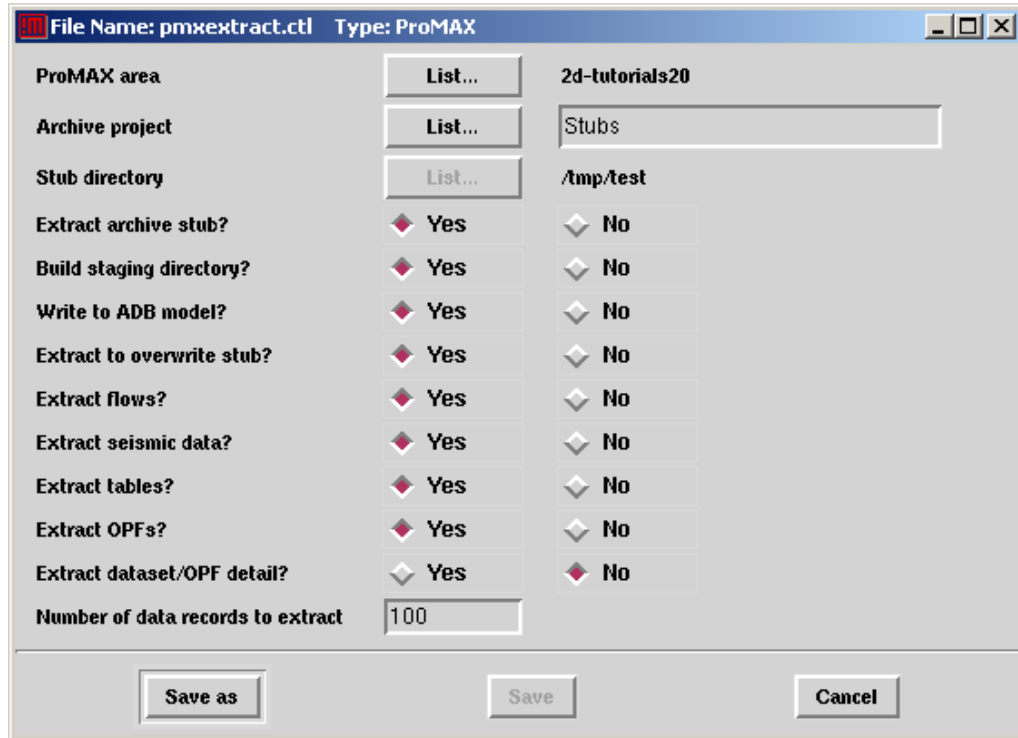 File Name: pmxextract.ctl Type: ProMAX
ProMAX area List... 2d-tutorials20
Archive project List... Stubs
Stub directory List... /tmp/test
Extract archive stub? Yes No
Build staging directory? Yes No
Write to ADB model? Yes No
Extract to overwrite stub? Yes No
Extract flows? Yes No
Extract seismic data? Yes No
Extract tables? Yes No
Extract OPFs? Yes No
Extract dataset/OPF detail? Yes No
Number of data records to extract 100
Save as Save Cancel